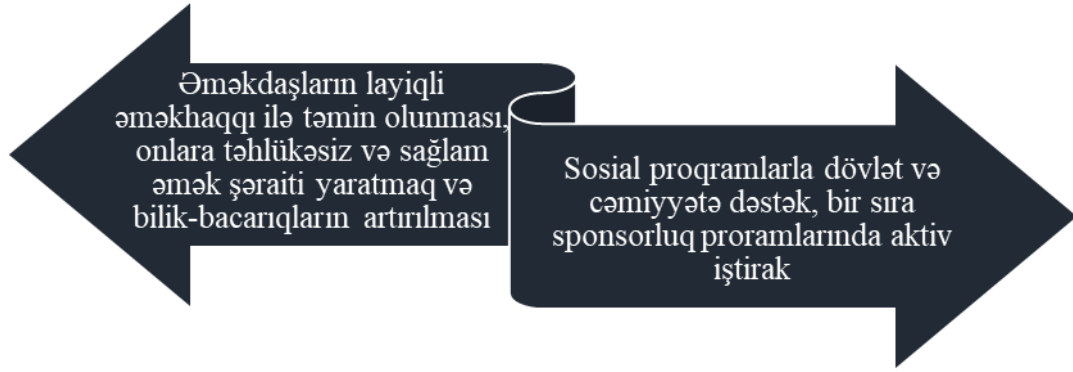 Əməkdaşların layiqli
əməkhaqqı ilə təmin olunması,
onlara təhlükəsiz və sağlam
əmək şəraiti yaratmaq və
bilik-bacarıqların artırılması
Sosial proqramlarla dövlət və
cəmiyyətə dəstək, bir sıra
sponsorluq proramlarında aktiv
iştirak